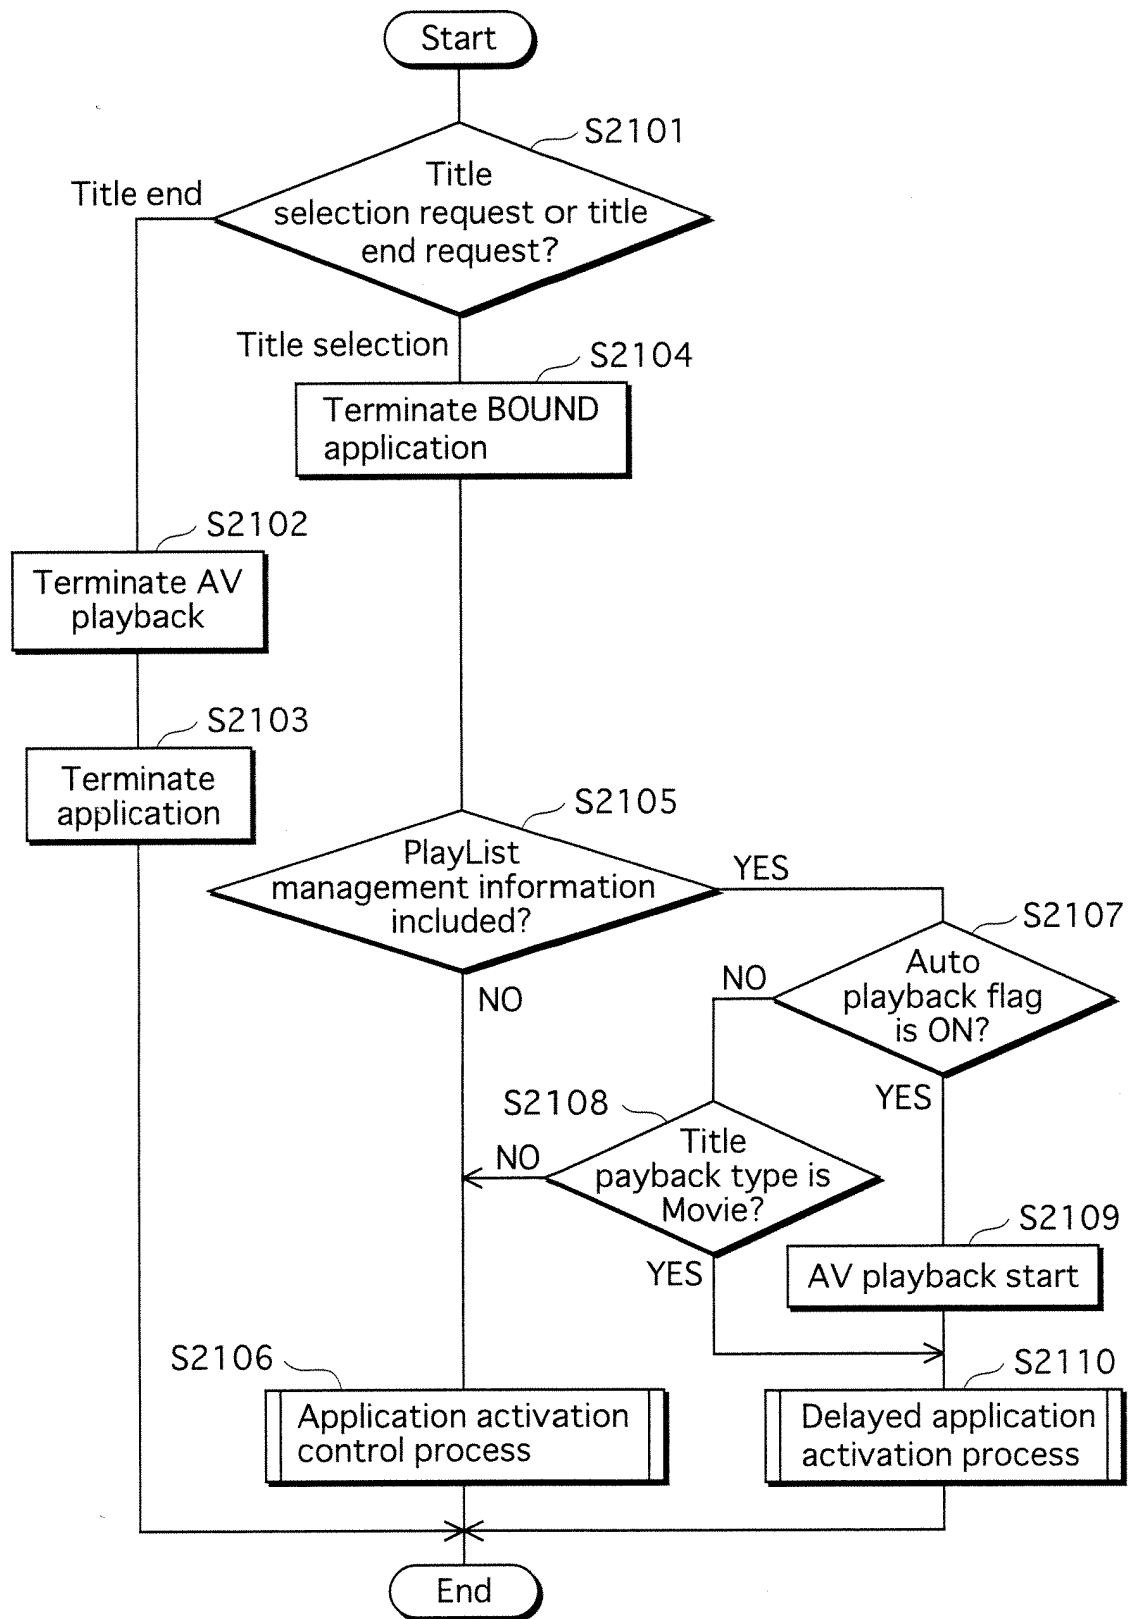 Start
S2101
Title
selection request or title
end request?
Title end
Title selection
S2104
Terminate BOUND
application
S2102
Terminate AV
playback
S2103
Terminate
application
S2105
PlayList
management information
included?
YES
NO
S2107
Auto
playback flag
is ON?
NO
YES
S2108
Title
payback type is
Movie?
NO
YES
S2109
AV playback start
S2106
Application activation
control process
S2110
Delayed application
activation process
End